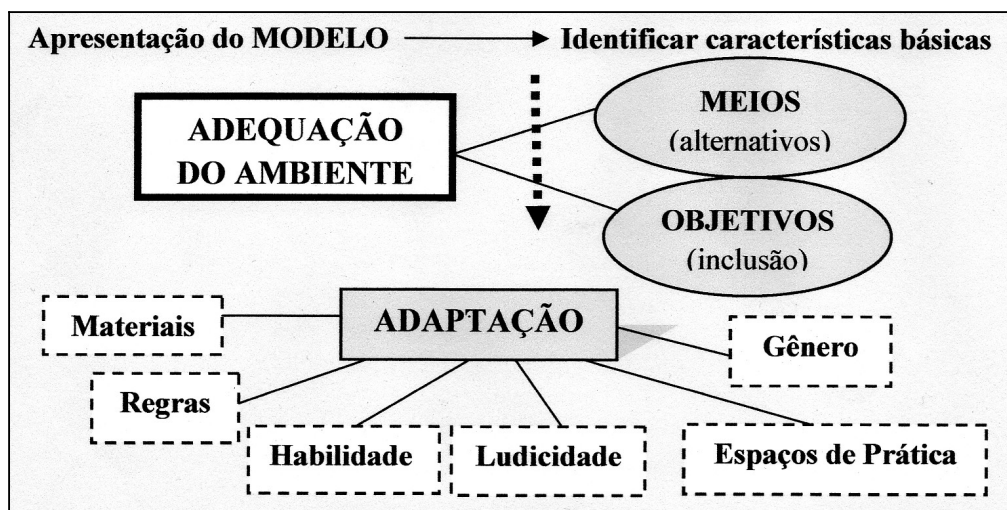 Apresentação do MODELO
Identificar características básicas
ADEQUAÇÃO
DO AMBIENTE
MEIOS
(alternativos)
OBJETIVOS
(inclusão)
ADAPTAÇÃO
Materiais
Gênero
Regras
Habilidade
Ludicidade
Espaços de Prática